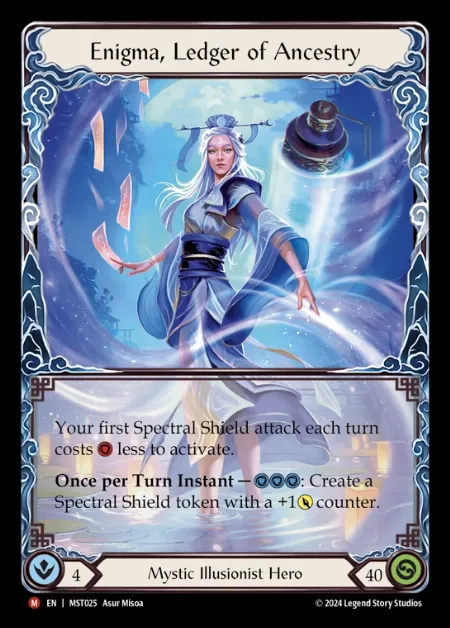 Enigma, Ledger of Ancestry
Your first Spectral Shield attack each turn
costs less to activate.
Once per Turn Instant – : Create a
Spectral Shield token with a +1 counter.
4
Mystic Illusionist Hero
40
M EN | MST025 Asur Misoa
© 2024 Legend Story Studios